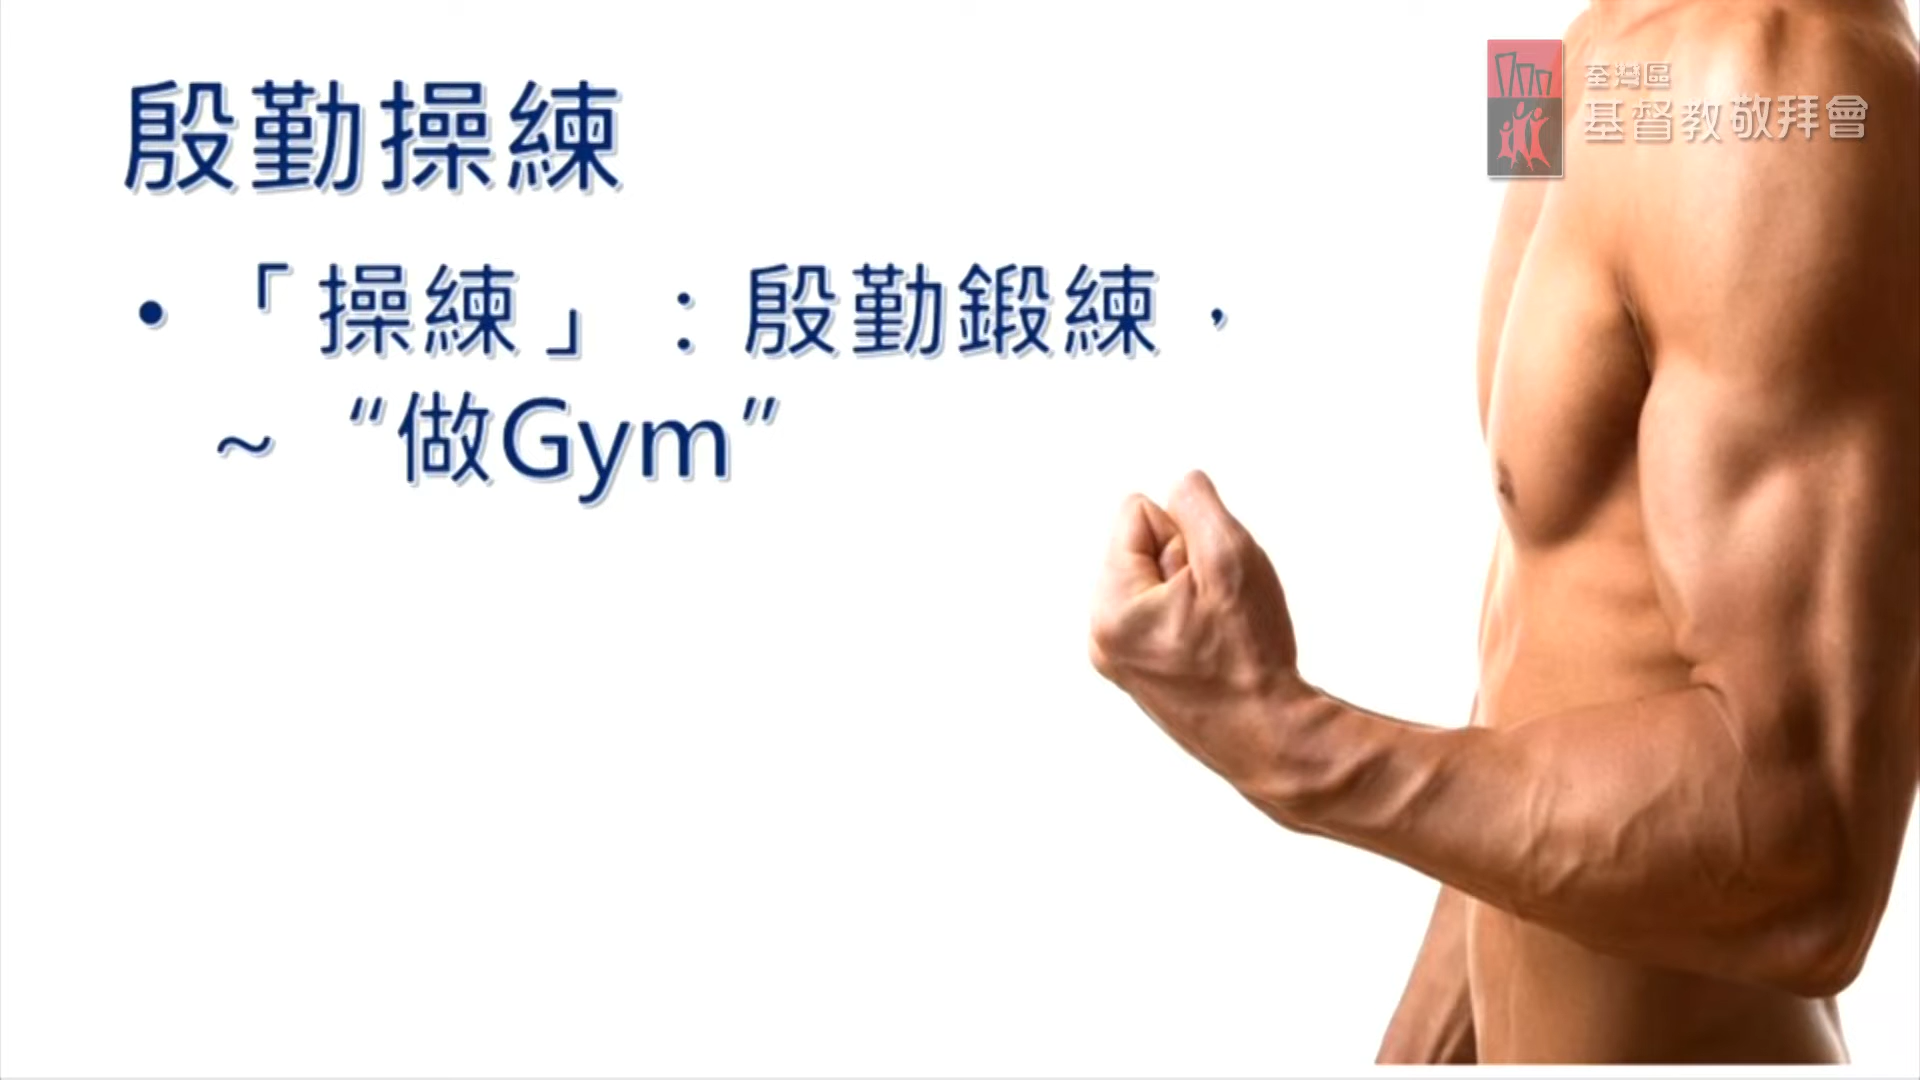 殷勤操練
• 「操練」：殷勤鍛練，
~ “做Gym”
荃灣區
基督教敬拜會